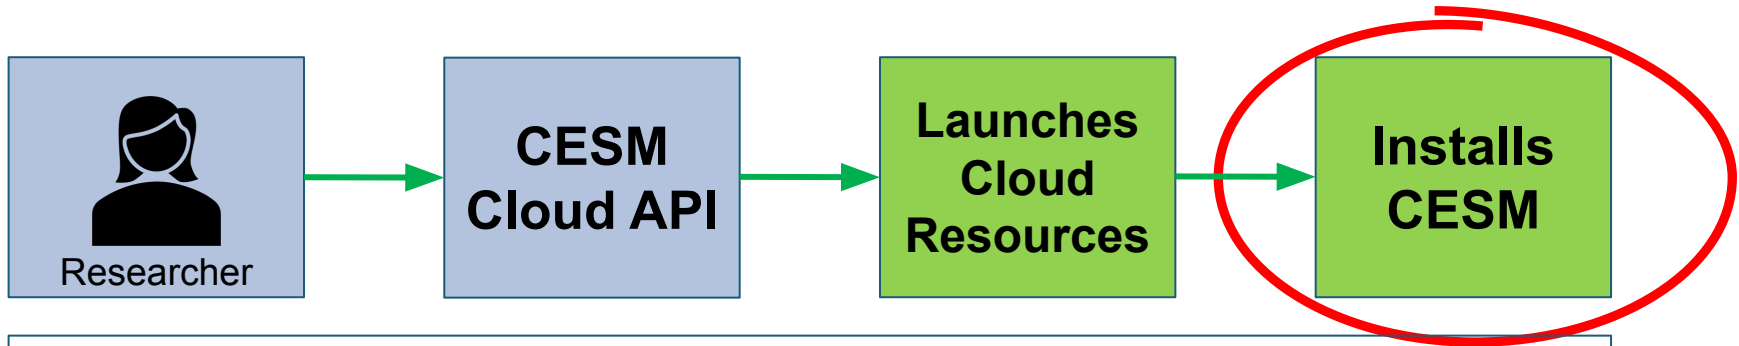 Researcher
CESM
Cloud API
Launches
Cloud
Resources
Installs
CESM